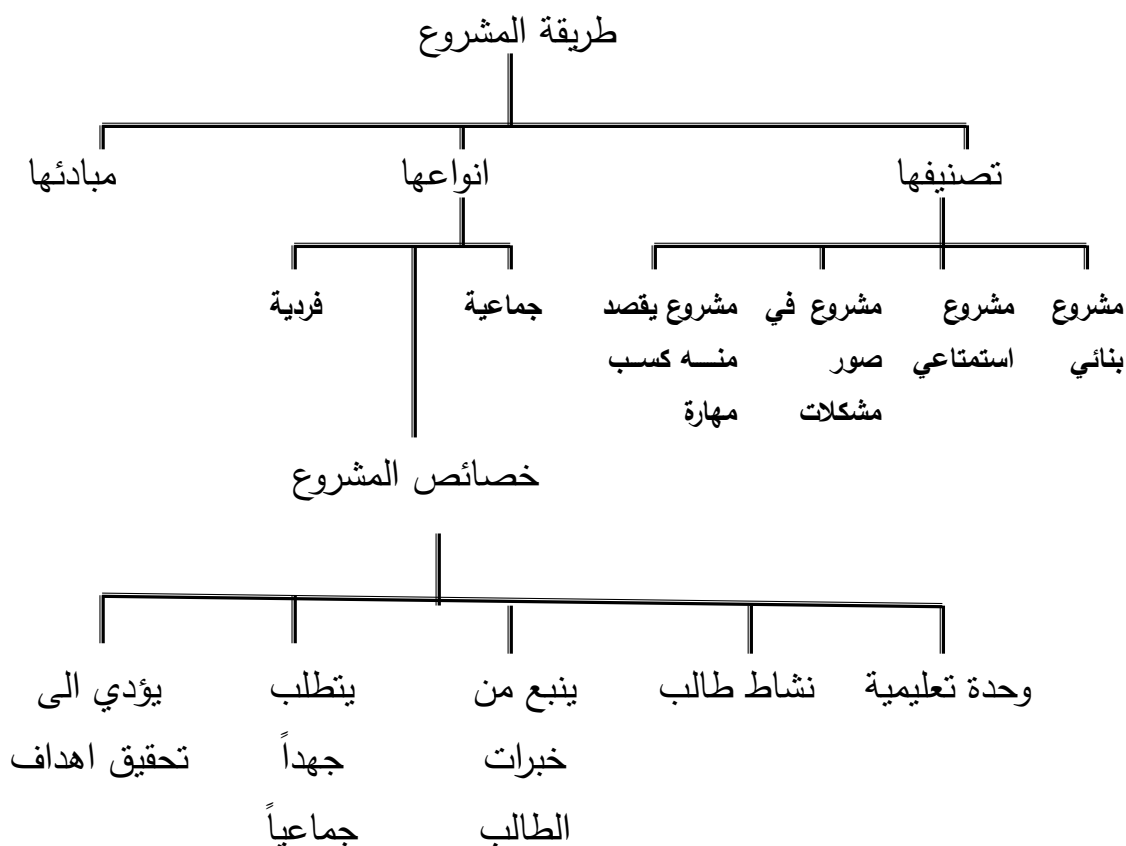 طريقة المشروع
تصنيفها
انواعها
مبادئها
مشروع
بنائي
مشروع
استمتاعي
مشروع في
صور
مشكلات
مشروع يقصد
منه كسب
مهارة
جماعية
فردية
خصائص المشروع
وحدة تعليمية
نشاط طالب
ينبع من
خبرات
الطالب
يتطلب
جهداً
جماعياً
يؤدي الى
تحقيق اهداف